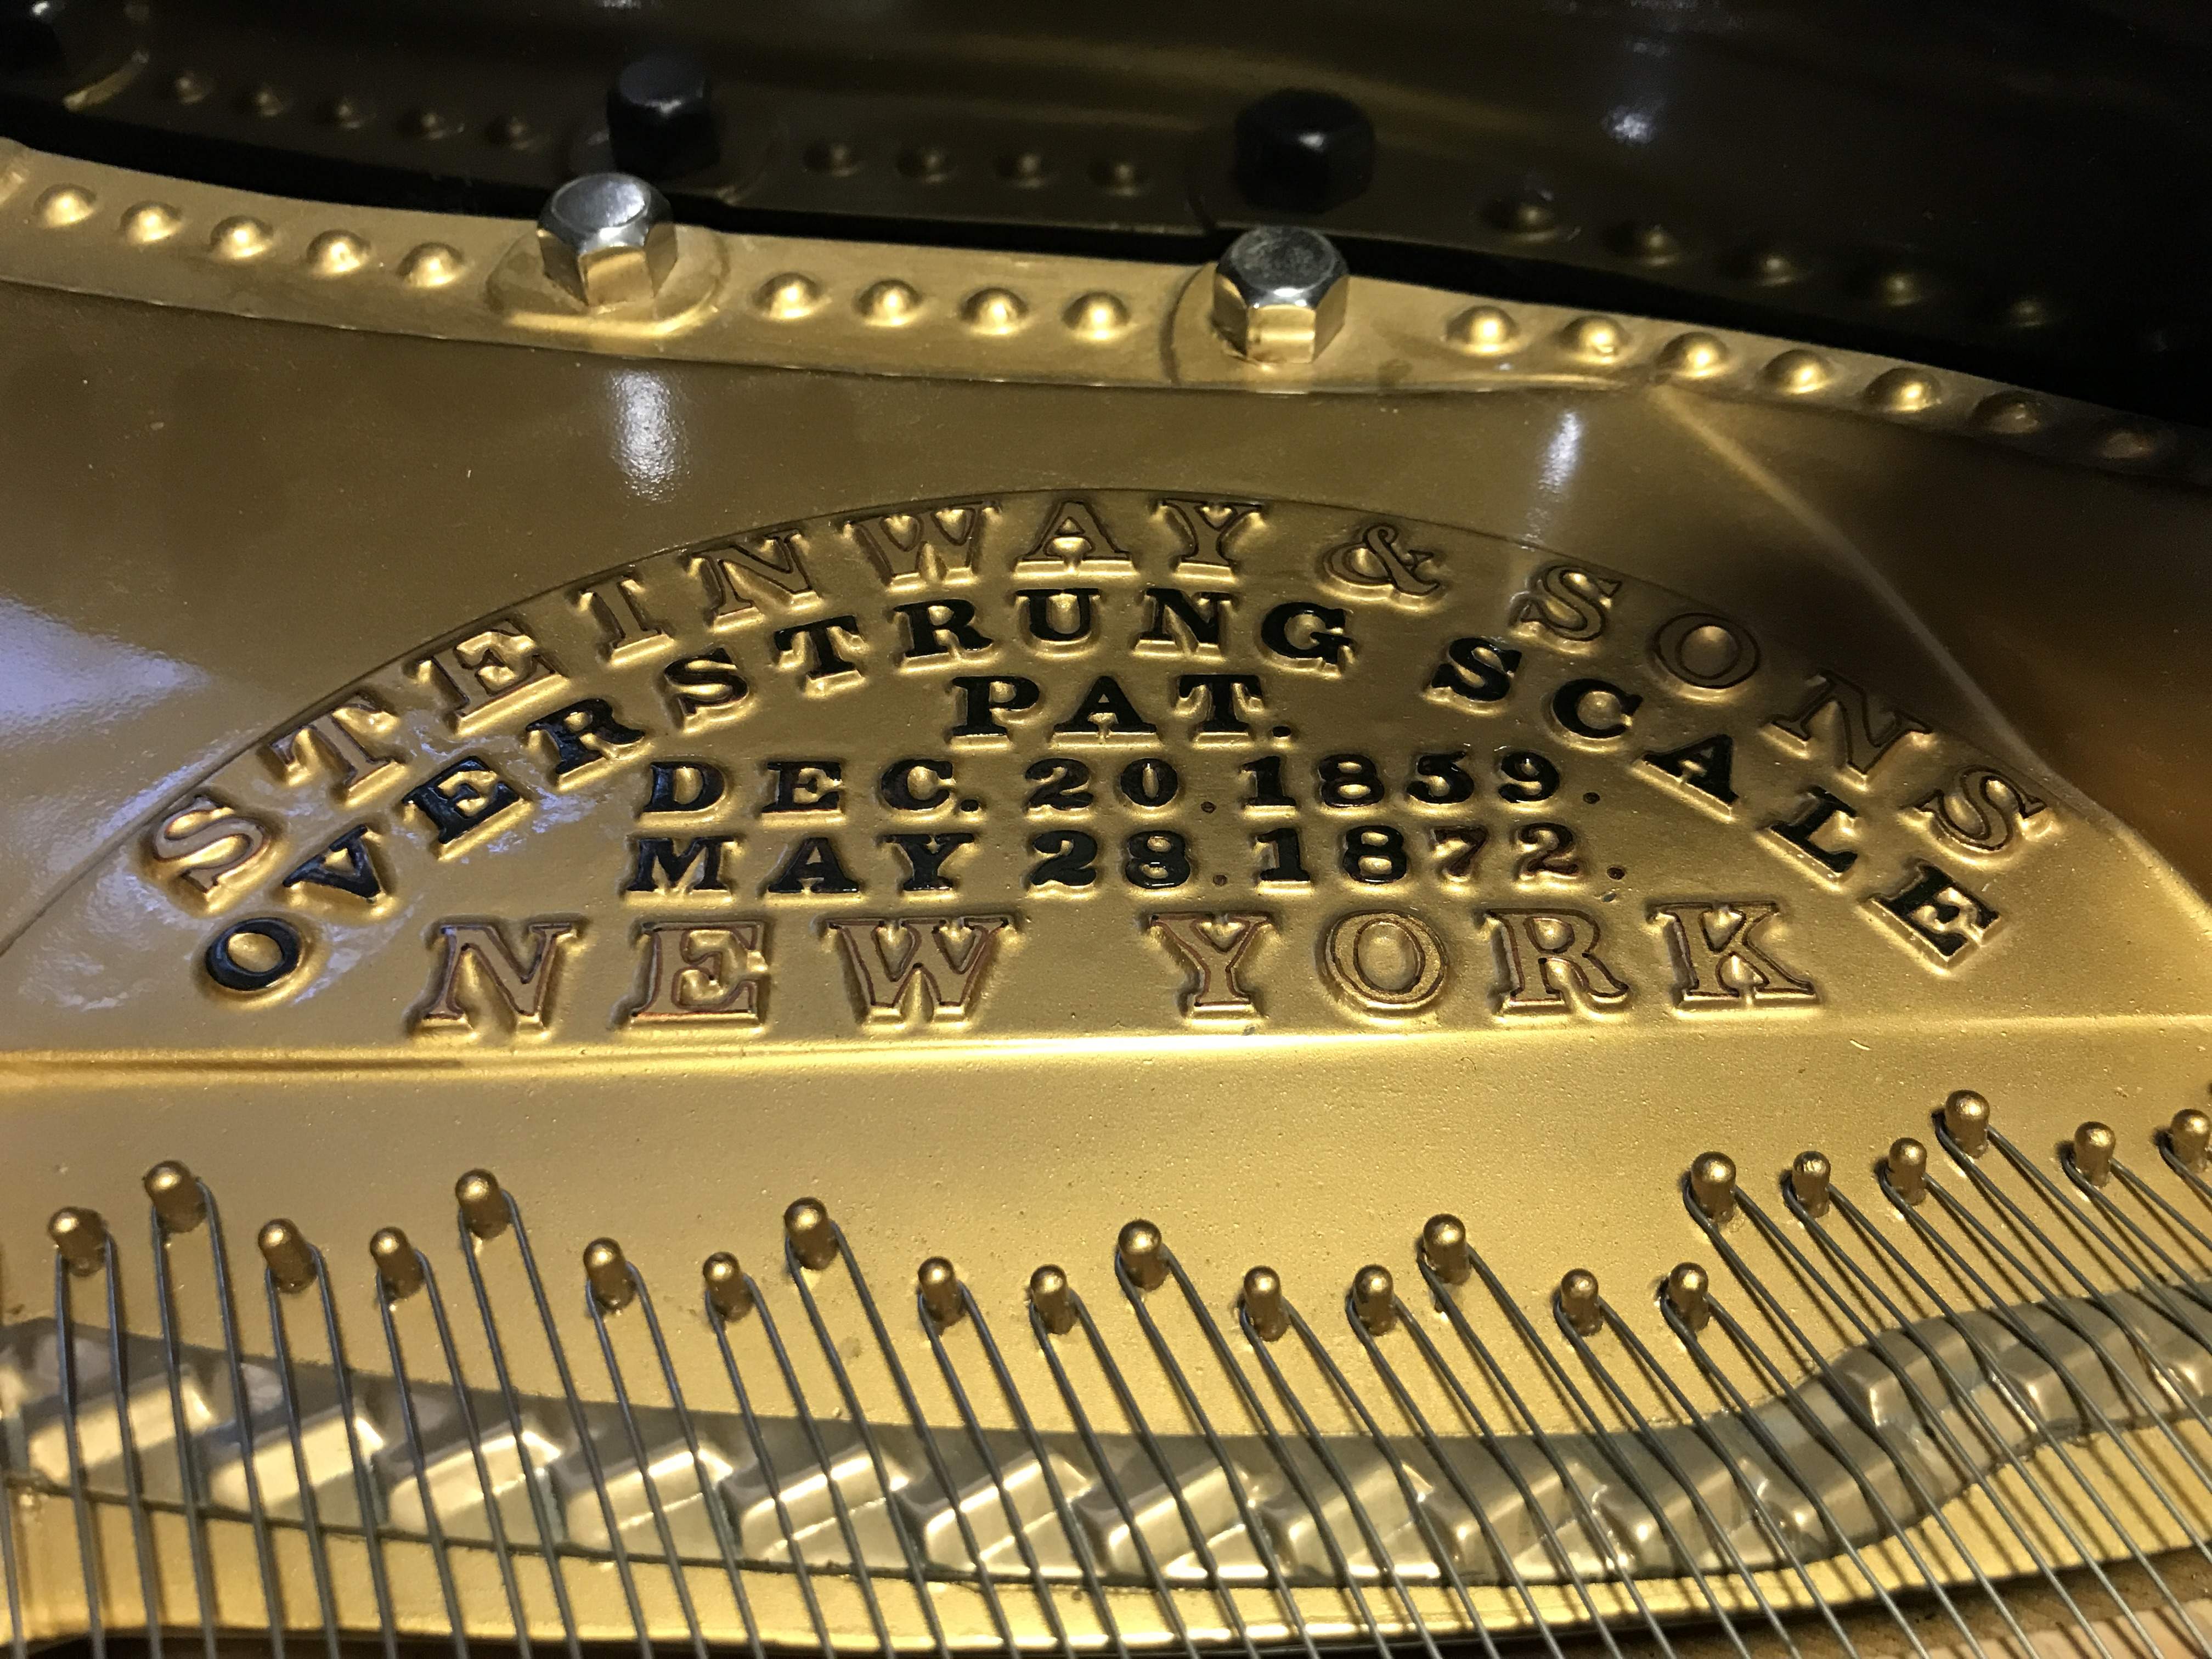 STEINWAY & SONS
OVERSTRUNG SCALE
PAT.
DEC. 20.1859.
MAY 28.1872.
NEW YORK